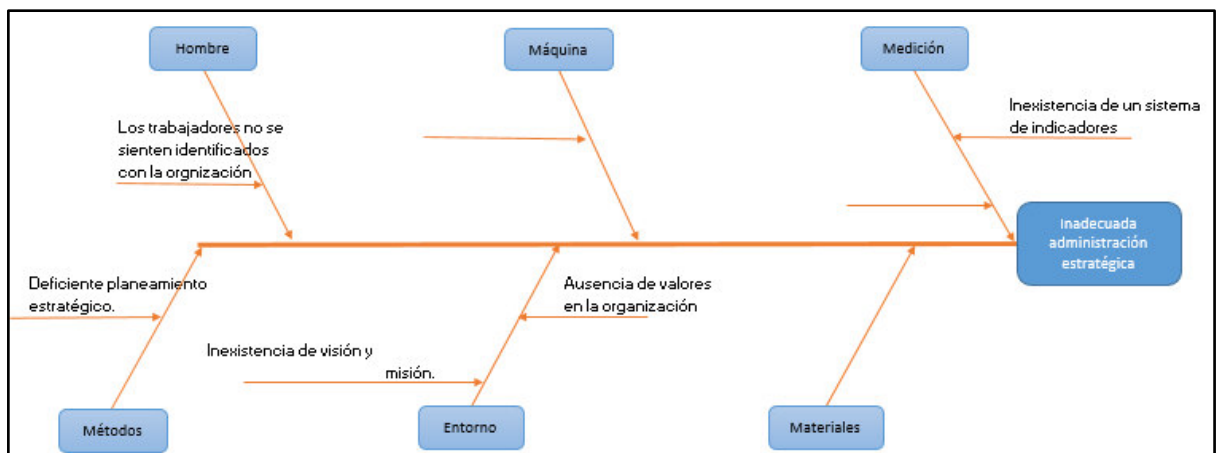 Hombre
Máquina
Medición
Los trabajadores no se
sienten identificados
con la orgnización
Inexistencia de un sistema
de indicadores
Inadecuada
administración
estratégica
Deficiente planeamiento
estratégico.
Ausencia de valores
en la organización
Inexistencia de visión y
misión.
Métodos
Entorno
Materiales